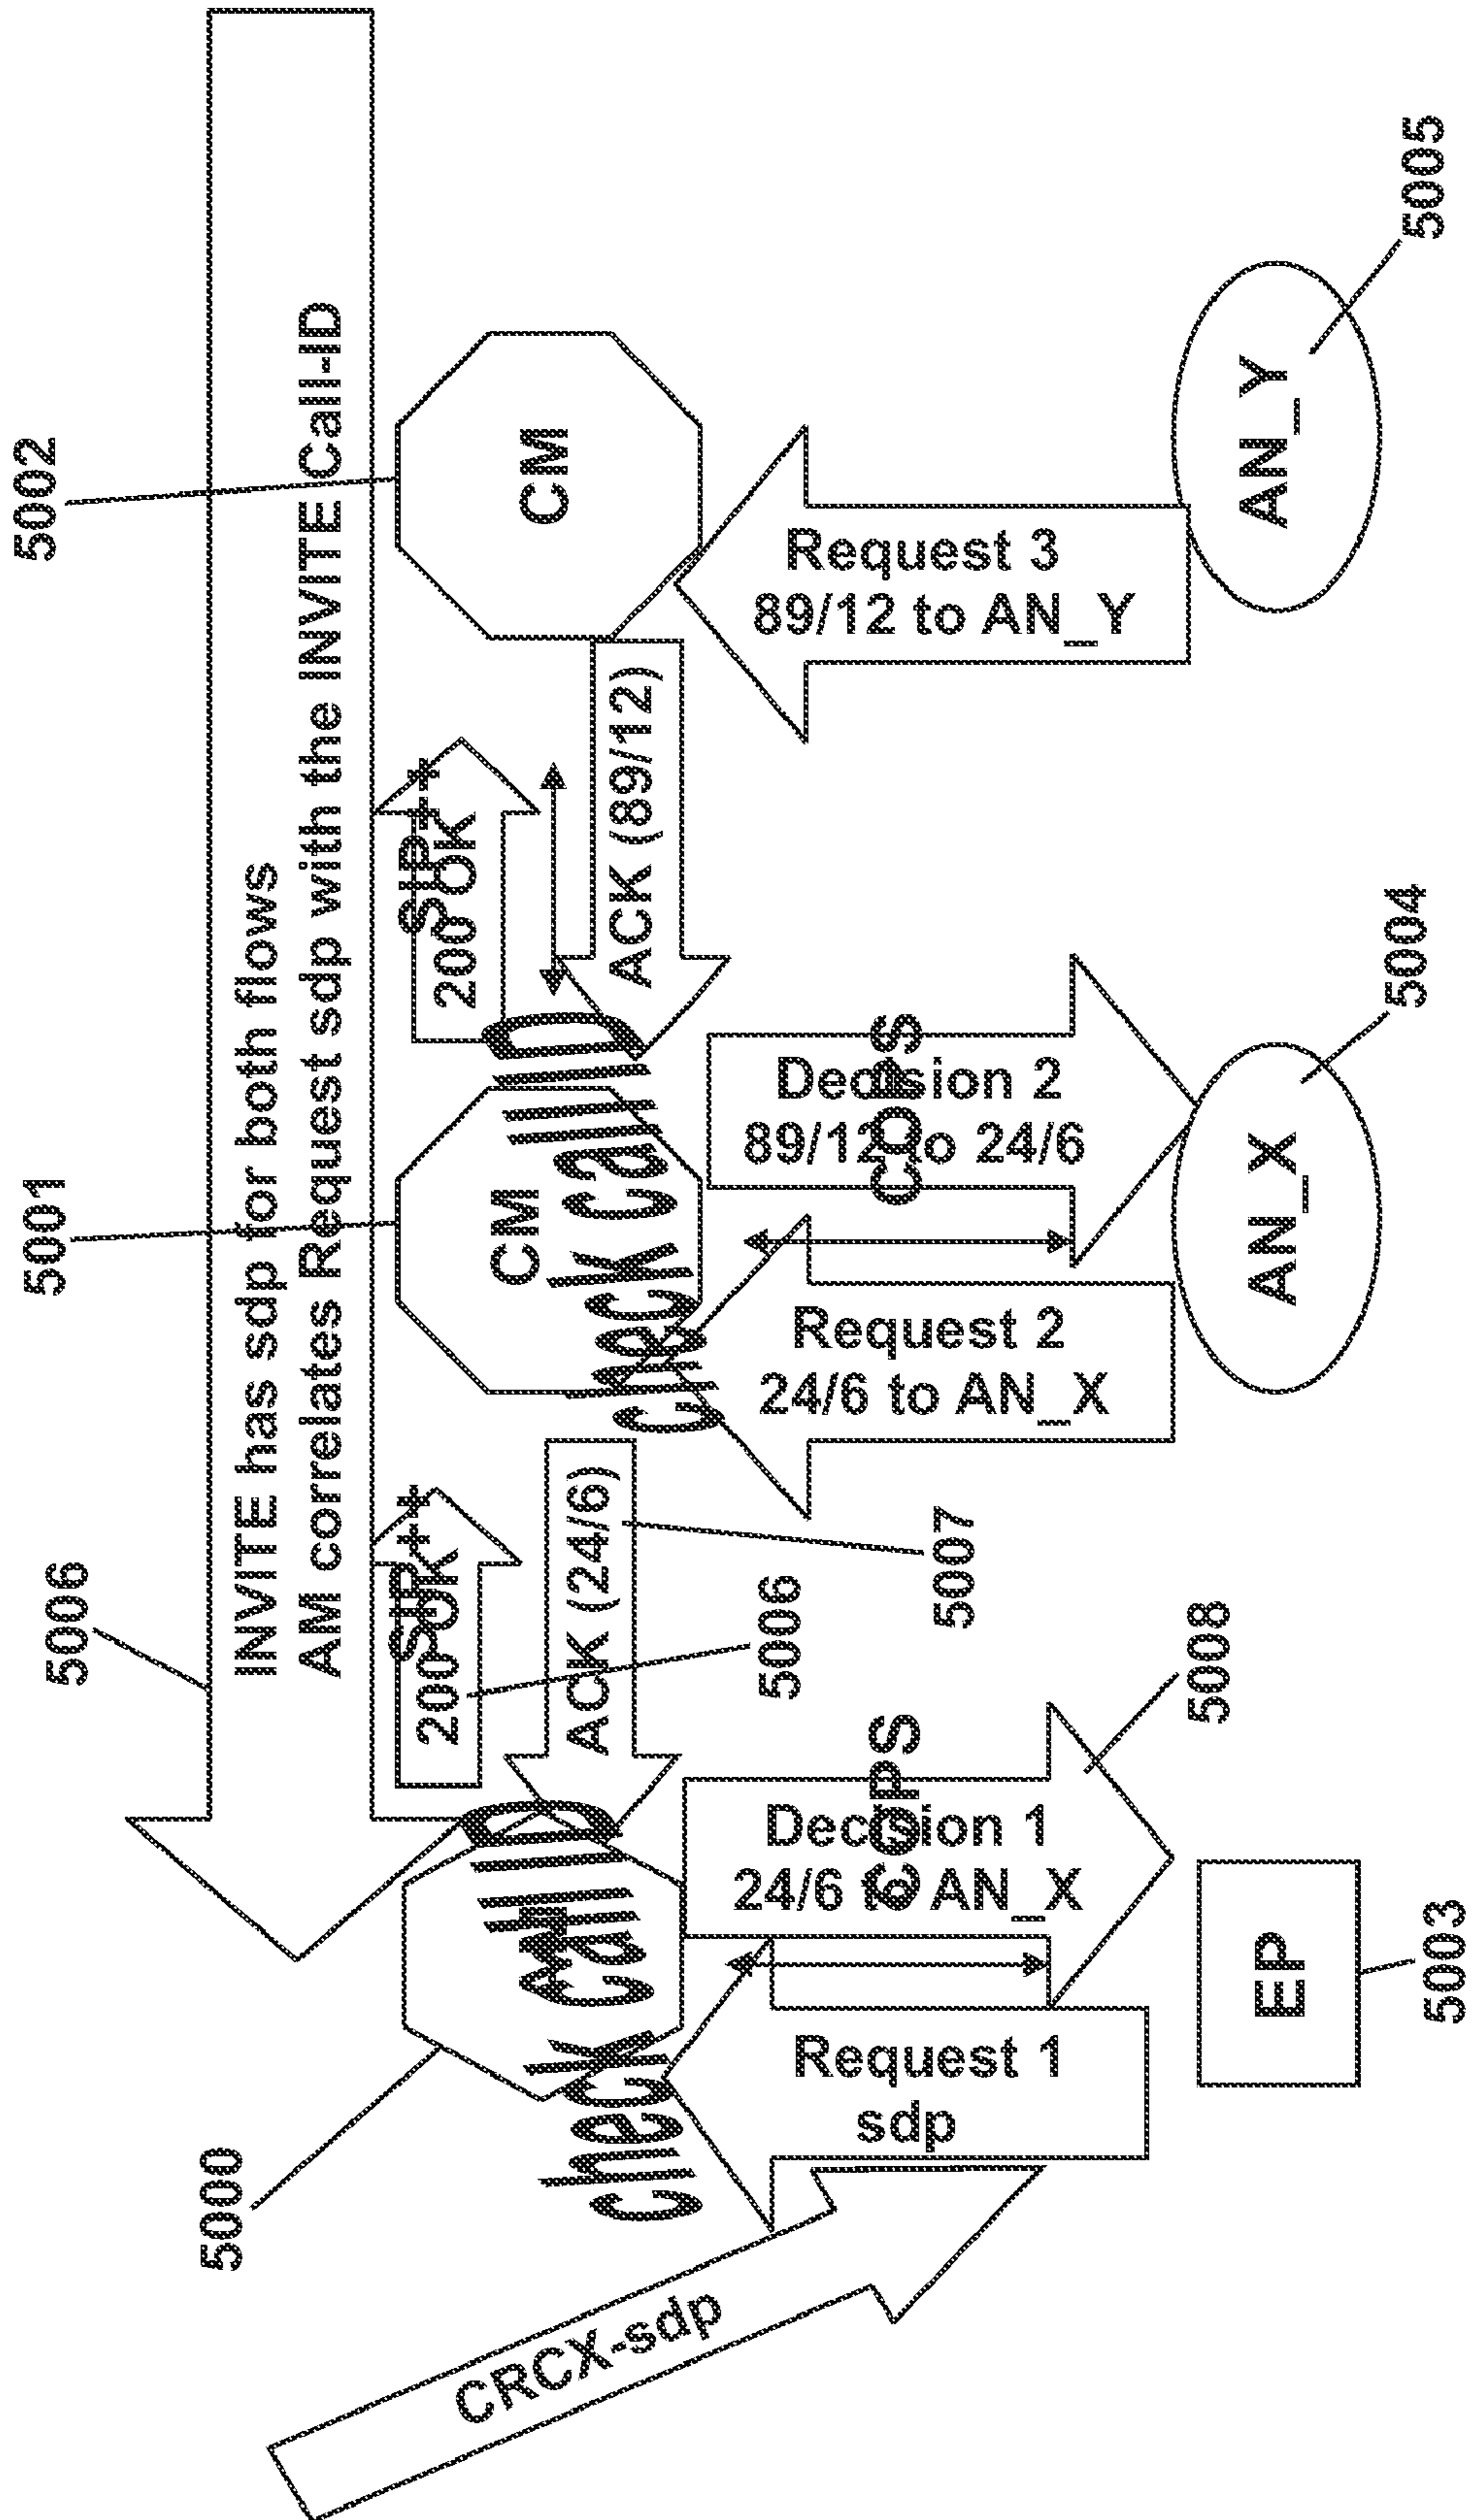 5006
5001
5002
INVITE has sdp for both flows
AM correlates Request sdp with the INVITE Call-ID
5000
SIP++
200 OK
SIP++
200 OK
AM
CM
CM
check Call ID
check Call ID
ACK (24/6)
ACK (89/12)
CRCX-sdp
5006
5007
Request 1
sdp
Decision 1
24/6 to AN_X
COPS
Request 2
24/6 to AN_X
Decision 2
89/12 to 24/6
COPS
Request 3
89/12 to AN_Y
5008
EP
AN_X
AN_Y
5003
5004
5005